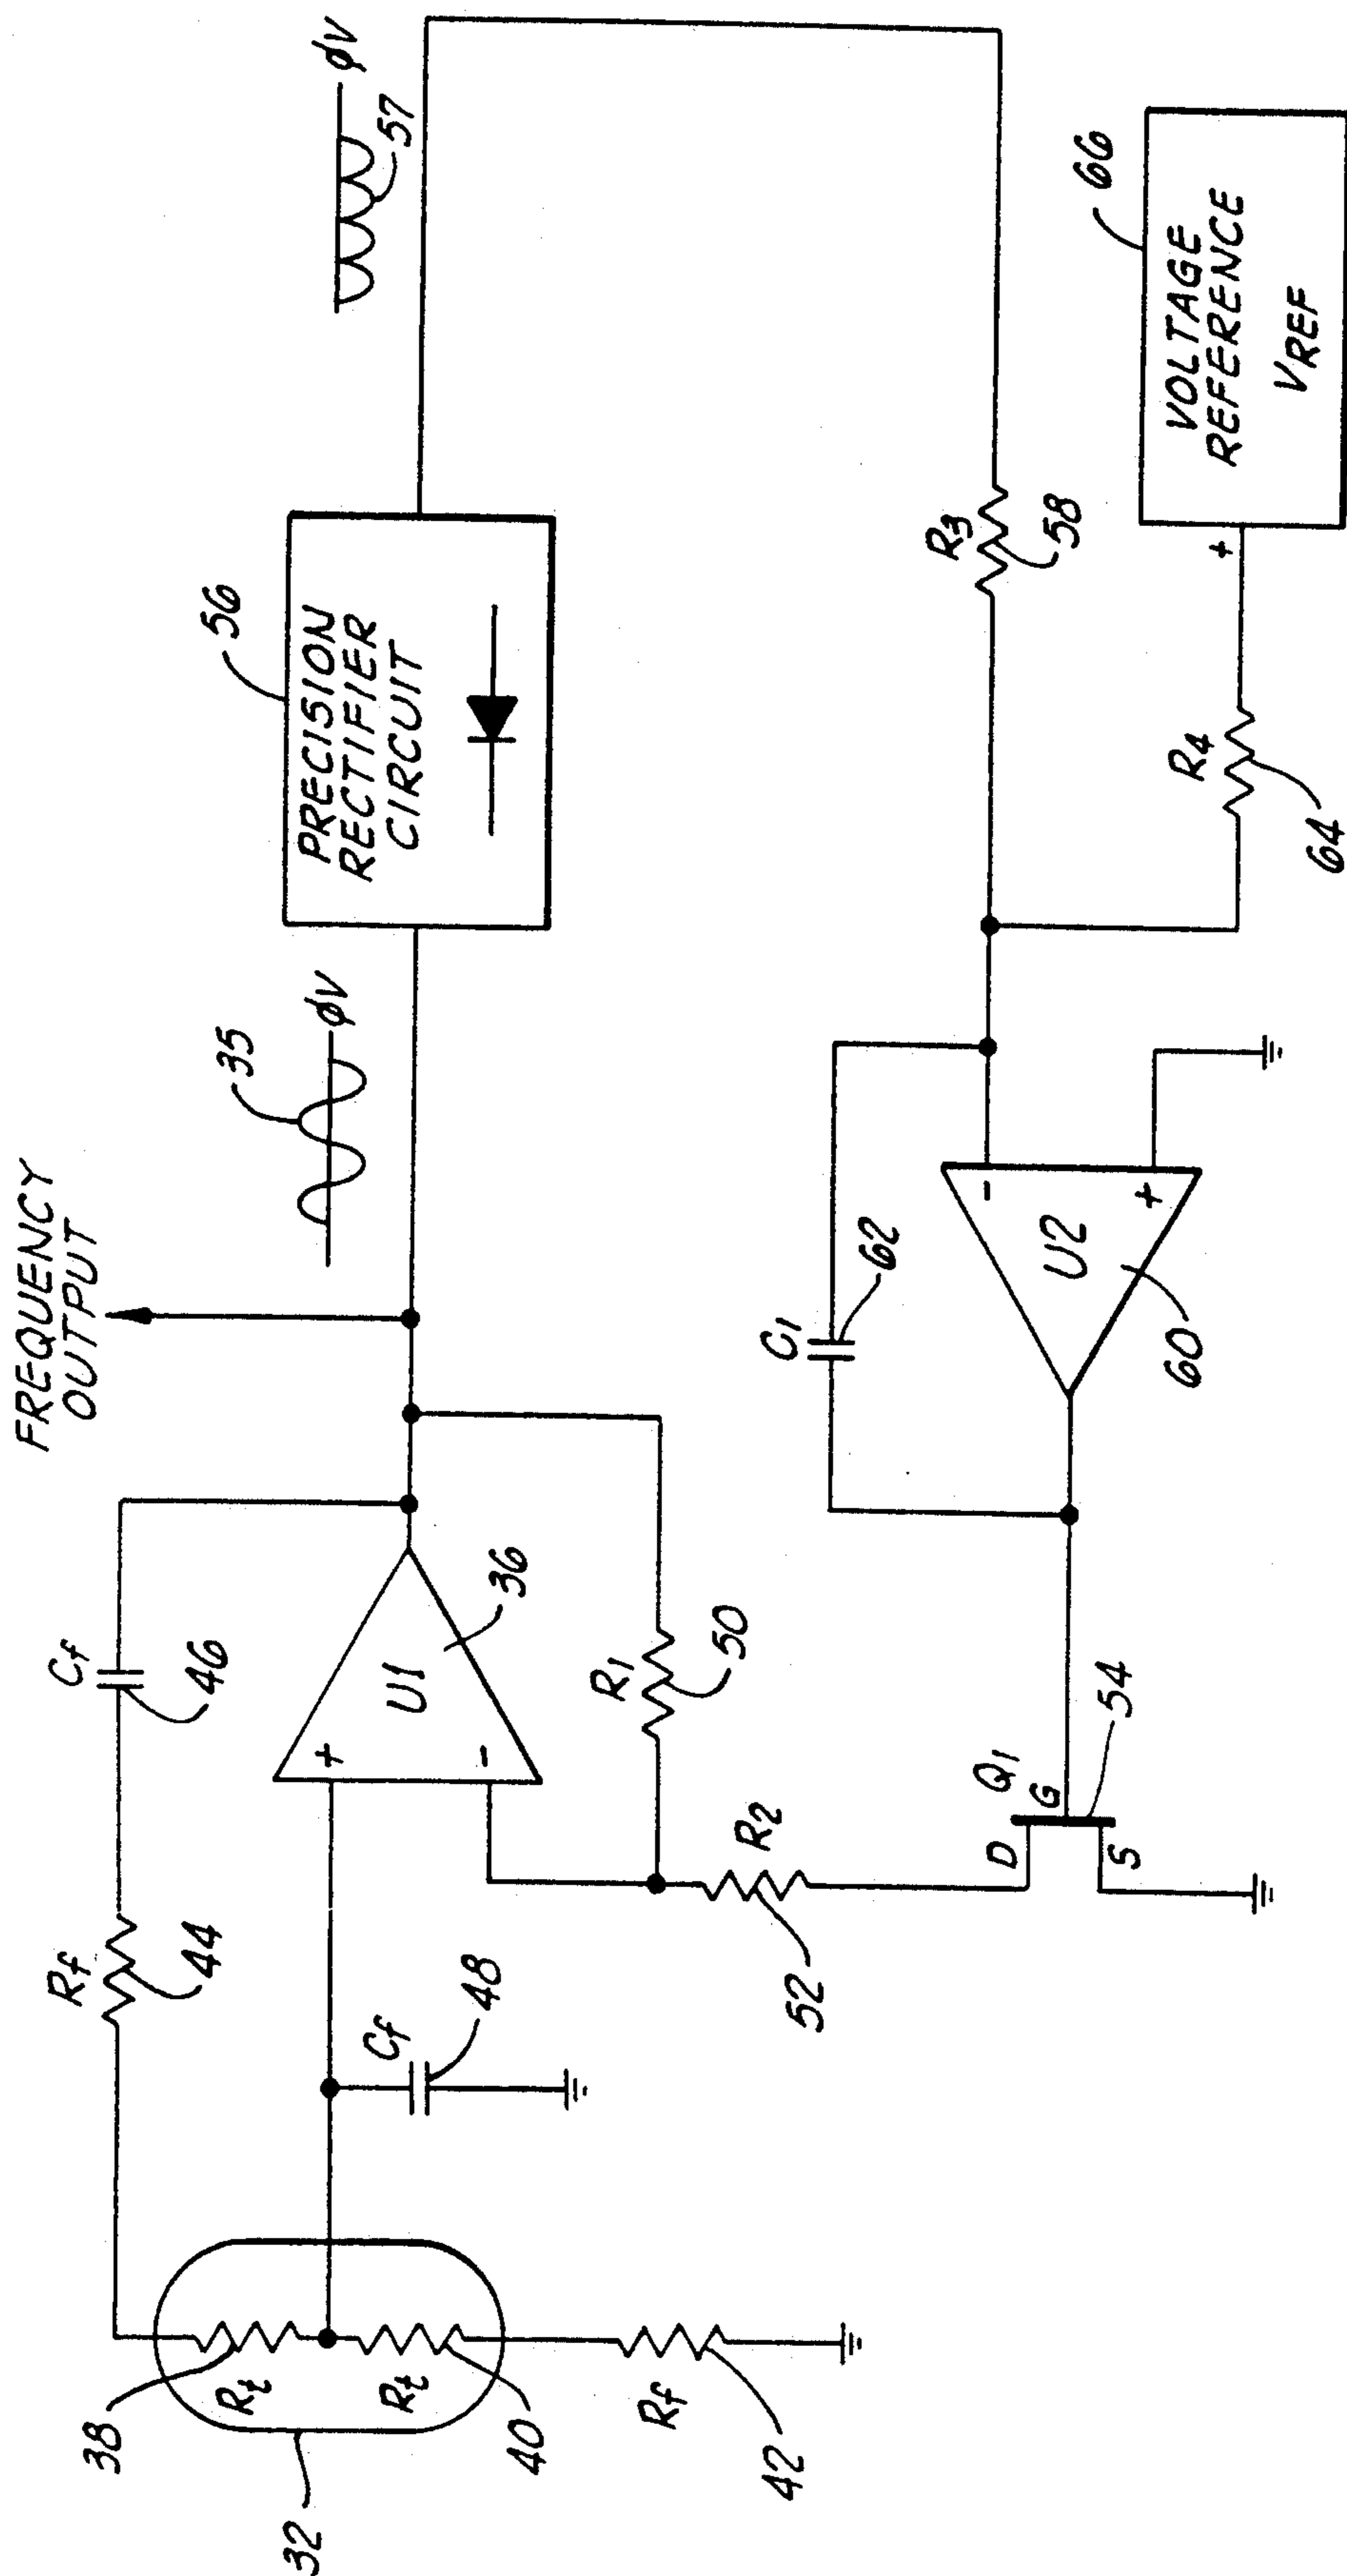 FREQUENCY
OUTPUT
Rf
44
Cf
46
35
ϕV
56
PRECISION
RECTIFIER
CIRCUIT
ϕV
57
38
Rt
Rt
40
32
Rf
42
Cf
48
+
U1
-
36
R1
50
R2
52
Q1
D
G
S
54
C1
62
-
U2
+
60
R3
58
R4
64
+
VOLTAGE
REFERENCE
VREF
66